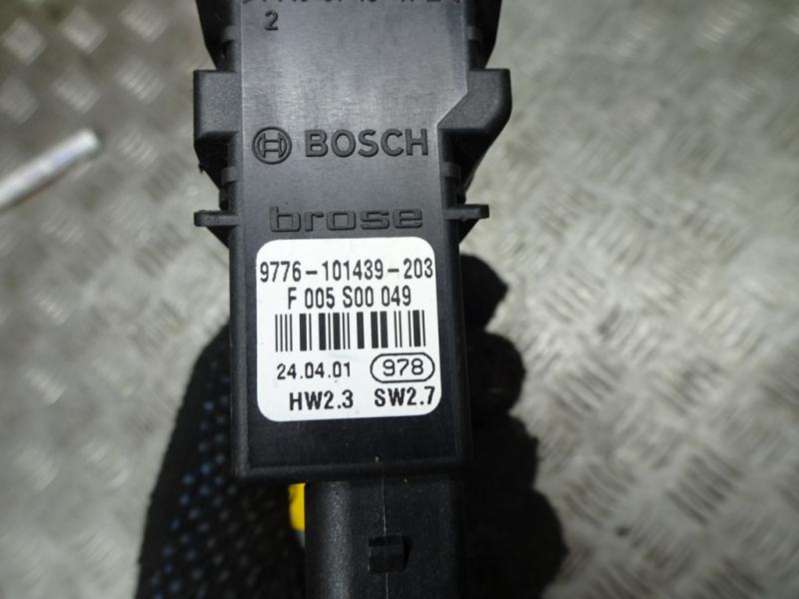 2
BOSCH
brose
9776-101439-203
F 005 S00 049
24.04.01 978
HW2.3 SW2.7